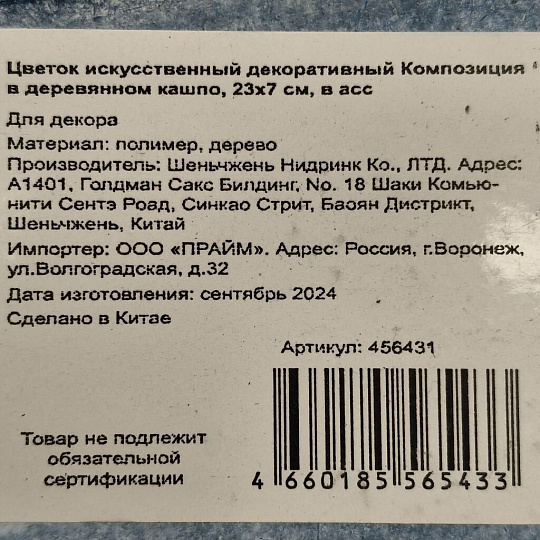 Цветок искусственный декоративный Композиция
в деревянном кашпо, 23х7 см, в асс
Для декора
Материал: полимер, дерево
Производитель: Шеньчжень Нидринк Ко., ЛТД. Адрес:
А1401, Голдман Сакс Билдинг, No. 18 Шаки Комью-
нити Сентэ Роад, Синкао Стрит, Баоян Дистрикт,
Шеньчжень, Китай
Импортер: ООО «ПРАЙМ». Адрес: Россия, г.Воронеж,
ул.Волгоградская, д.32
Дата изготовления: сентябрь 2024
Сделано в Китае
Артикул: 456431
Товар не подлежит
обязательной
сертификации
4 660185 565433